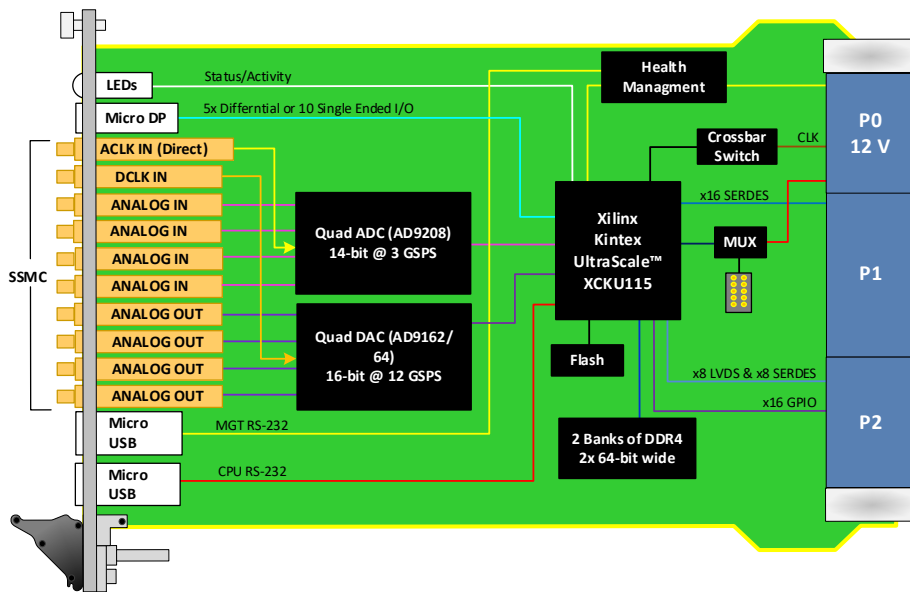 LEDs
Status/Activity
Micro DP
5x Differntial or 10 Single Ended I/O
Health
Managment
P0
12 V
Crossbar
Switch
CLK
SSMC
ACLK IN (Direct)
DCLK IN
ANALOG IN
ANALOG IN
ANALOG IN
ANALOG IN
ANALOG OUT
ANALOG OUT
ANALOG OUT
ANALOG OUT
Quad ADC (AD9208)
14-bit @ 3 GSPS
Quad DAC (AD9162/
64)
16-bit @ 12 GSPS
Xilinx
Kintex
UltraScale™
XCKU115
x16 SERDES
MUX
P1
Flash
x8 LVDS & x8 SERDES
x16 GPIO
P2
2 Banks of DDR4
2x 64-bit wide
Micro
USB
MGT RS-232
Micro
USB
CPU RS-232